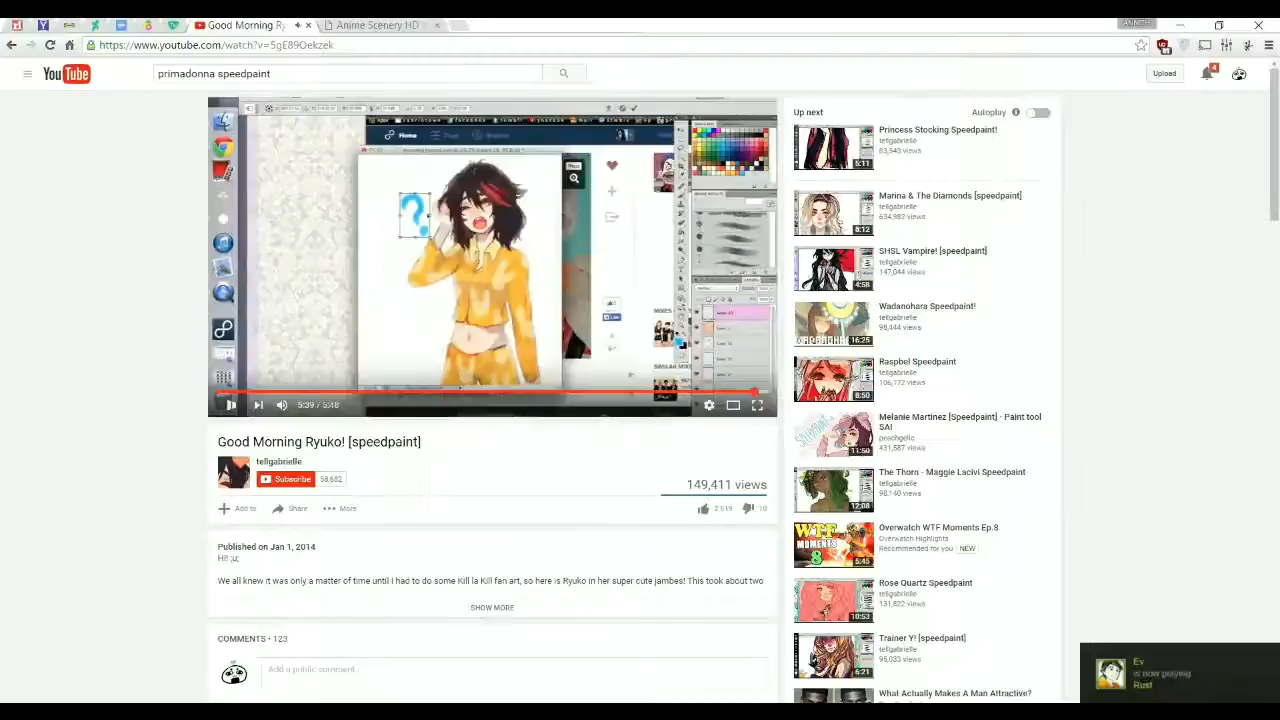 Good Morning Ry
Anime Scenery HD
https://www.youtube.com/watch?v=5gE89Oekzek
YouTube
primadonna speedpaint
Upload
4
Home
5:39 / 5:48
Good Morning Ryuko! [speedpaint]
tellgabrielle
Subscribe
58,682
149,411 views
Add to
Share
More
2 619
10
Published on Jan 1, 2014
Hi! ;u;
We all knew it was only a matter of time until I had to do some Kill la Kill fan art, so here is Ryuko in her super cute jambes! This took about two
SHOW MORE
COMMENTS • 123
Add a public comment...
Up next
Autoplay
Princess Stocking Speedpaint!
tellgabrielle
83,543 views
5:11
Marina & The Diamonds [speedpaint]
tellgabrielle
634,982 views
8:12
SHSL Vampire! [speedpaint]
tellgabrielle
147,044 views
4:58
Wadanohara Speedpaint!
tellgabrielle
98,444 views
16:25
Raspbel Speedpaint
tellgabrielle
106,172 views
8:50
Melanie Martinez [Speedpaint] - Paint tool
SAI
peachgello
431,587 views
11:50
The Thorn - Maggie Lacivi Speedpaint
tellgabrielle
98,140 views
12:08
Overwatch WTF Moments Ep.8
Overwatch Highlights
Recommended for you NEW
WTF
MOMENTS
8
5:45
Rose Quartz Speedpaint
tellgabrielle
131,822 views
10:53
Trainer Y! [speedpaint]
tellgabrielle
95,033 views
6:21
What Actually Makes A Man Attractive?
Ev
is now playing
Rust